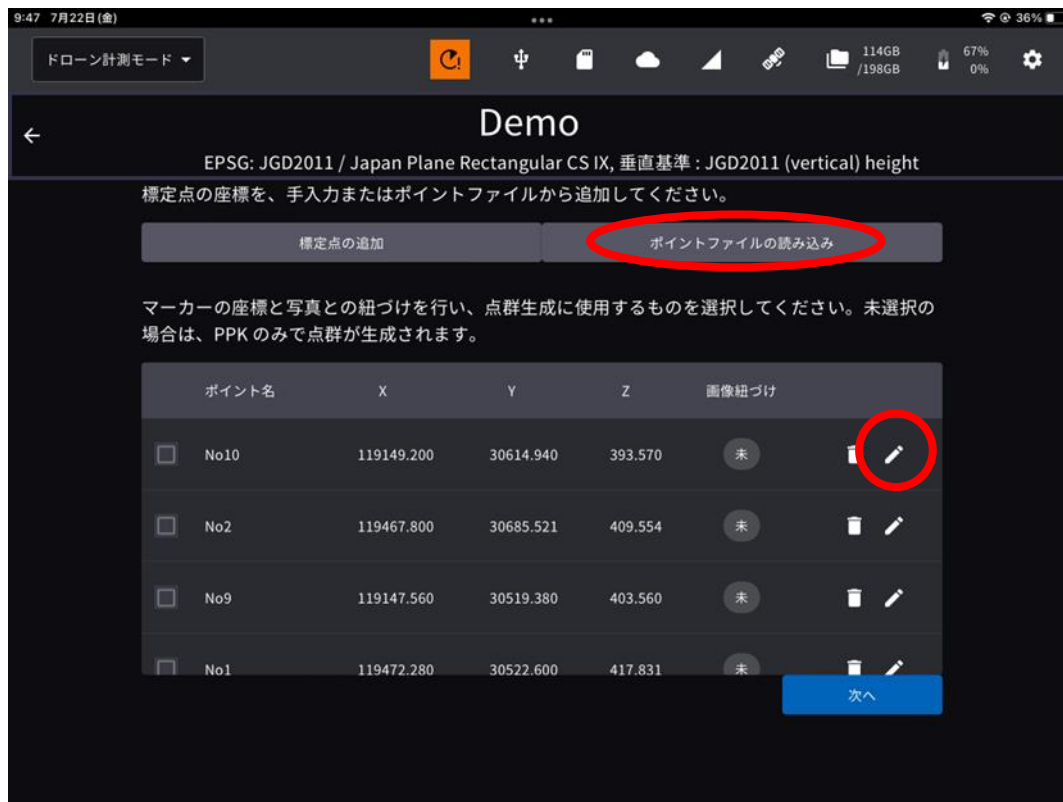 9:47 7月22日(金)
36%
ドローン計測モード
114GB
/198GB
67%
0%
Demo
EPSG: JGD2011 / Japan Plane Rectangular CS IX, 垂直基準 : JGD2011 (vertical) height
標定点の座標を、手入力またはポイントファイルから追加してください。
標定点の追加
ポイントファイルの読み込み
マーカーの座標と写真との紐づけを行い、点群生成に使用するものを選択してください。未選択の
場合は、PPK のみで点群が生成されます。
ポイント名 X Y Z 画像紐づけ
No10 119149.200 30614.940 393.570 未
No2 119467.800 30685.521 409.554 未
No9 119147.560 30519.380 403.560 未
No1 119472.280 30522.600 417.831 未
次へ